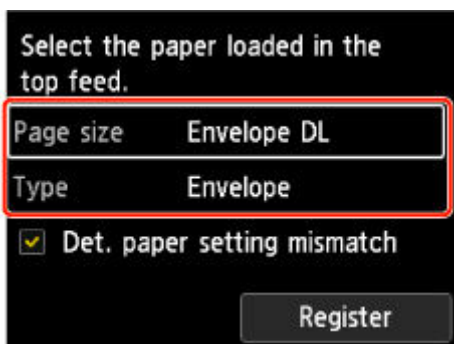 Select the paper loaded in the
top feed.
Page size Envelope DL
Type Envelope
Det. paper setting mismatch
Register